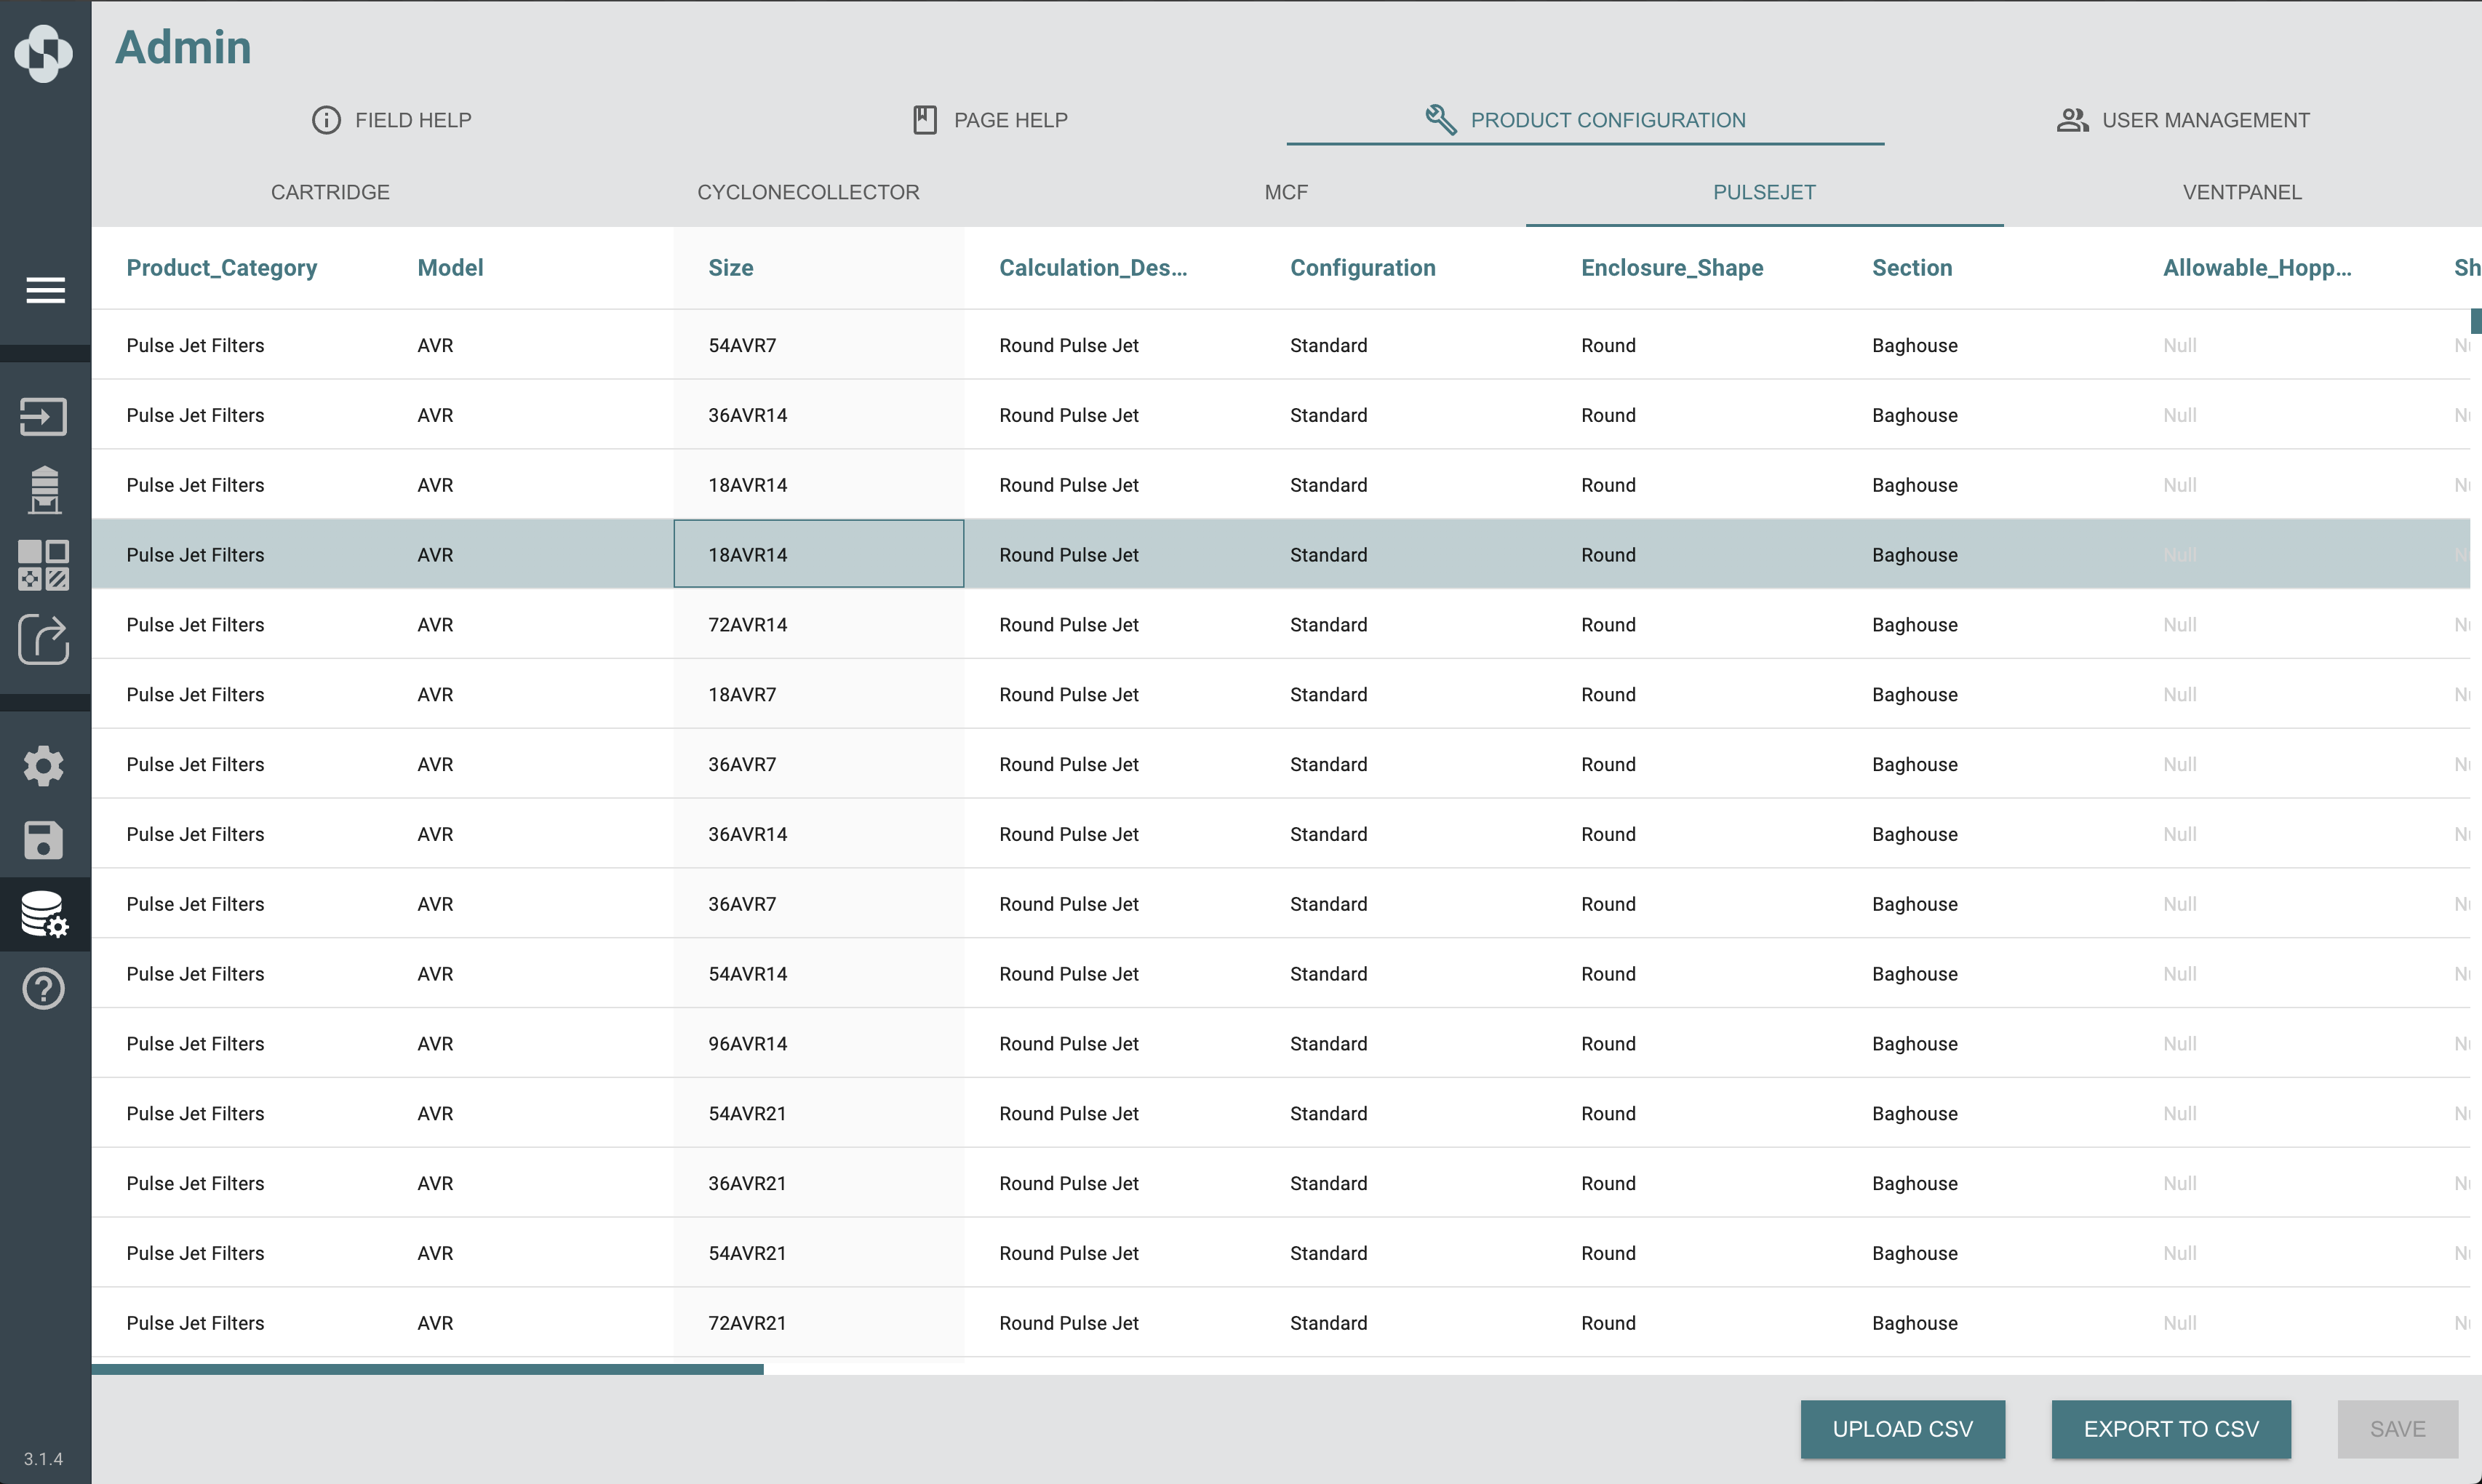 Admin
FIELD HELP PAGE HELP PRODUCT CONFIGURATION USER MANAGEMENT
CARTRIDGE CYCLONECOLLECTOR MCF PULSEJET VENTPANEL
Product_Category Model Size Calculation_Des... Configuration Enclosure_Shape Section Allowable_Hopp... Sh
Pulse Jet Filters AVR 54AVR7 Round Pulse Jet Standard Round Baghouse Null
Pulse Jet Filters AVR 36AVR14 Round Pulse Jet Standard Round Baghouse Null
Pulse Jet Filters AVR 18AVR14 Round Pulse Jet Standard Round Baghouse Null
Pulse Jet Filters AVR 18AVR14 Round Pulse Jet Standard Round Baghouse Null
Pulse Jet Filters AVR 72AVR14 Round Pulse Jet Standard Round Baghouse Null
Pulse Jet Filters AVR 18AVR7 Round Pulse Jet Standard Round Baghouse Null
Pulse Jet Filters AVR 36AVR7 Round Pulse Jet Standard Round Baghouse Null
Pulse Jet Filters AVR 36AVR14 Round Pulse Jet Standard Round Baghouse Null
Pulse Jet Filters AVR 36AVR7 Round Pulse Jet Standard Round Baghouse Null
Pulse Jet Filters AVR 54AVR14 Round Pulse Jet Standard Round Baghouse Null
Pulse Jet Filters AVR 96AVR14 Round Pulse Jet Standard Round Baghouse Null
Pulse Jet Filters AVR 54AVR21 Round Pulse Jet Standard Round Baghouse Null
Pulse Jet Filters AVR 36AVR21 Round Pulse Jet Standard Round Baghouse Null
Pulse Jet Filters AVR 54AVR21 Round Pulse Jet Standard Round Baghouse Null
Pulse Jet Filters AVR 72AVR21 Round Pulse Jet Standard Round Baghouse Null
UPLOAD CSV EXPORT TO CSV SAVE
3.1.4